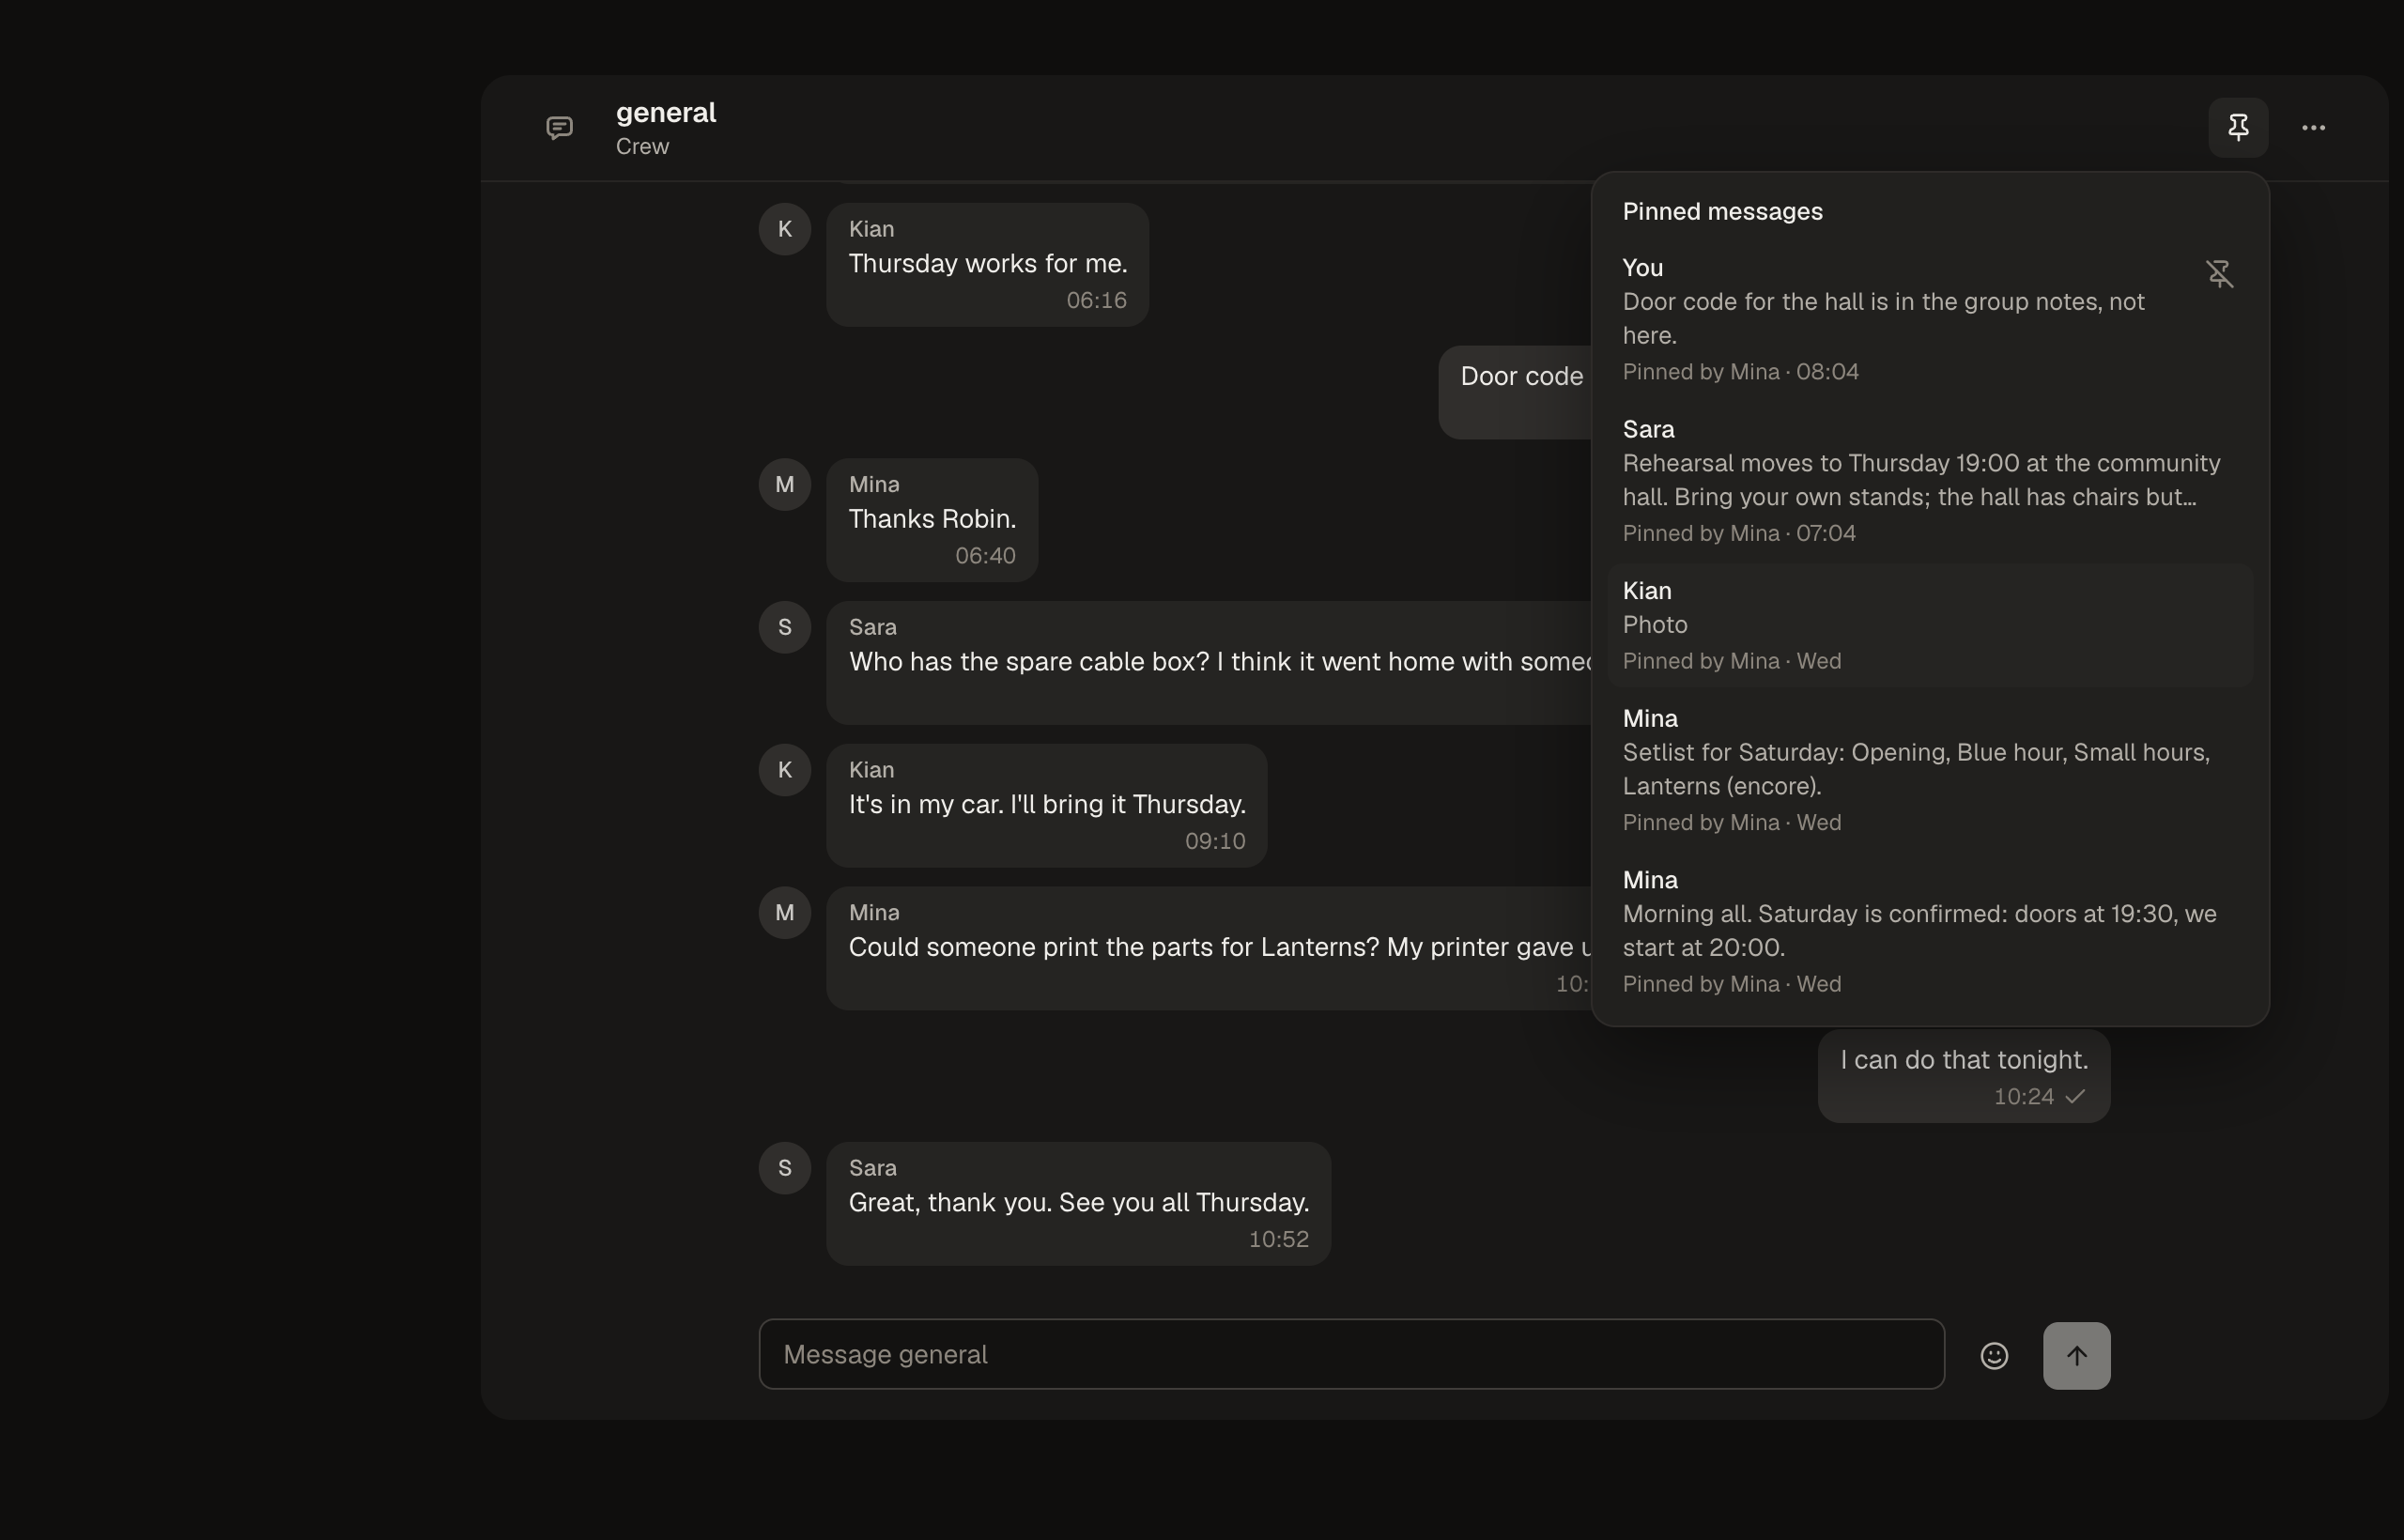 general
Crew
K
Kian
Thursday works for me.
06:16
Door code
M
Mina
Thanks Robin.
06:40
S
Sara
Who has the spare cable box? I think it went home with
K
Kian
It's in my car. I'll bring it Thursday.
09:10
M
Mina
Could someone print the parts for Lanterns? My printer gave
10:
I can do that tonight.
10:24
S
Sara
Great, thank you. See you all Thursday.
10:52
Message general
Pinned messages
You
Door code for the hall is in the group notes, not
here.
Pinned by Mina · 08:04
Sara
Rehearsal moves to Thursday 19:00 at the community
hall. Bring your own stands; the hall has chairs but…
Pinned by Mina · 07:04
Kian
Photo
Pinned by Mina · Wed
Mina
Setlist for Saturday: Opening, Blue hour, Small hours,
Lanterns (encore).
Pinned by Mina · Wed
Mina
Morning all. Saturday is confirmed: doors at 19:30, we
start at 20:00.
Pinned by Mina · Wed